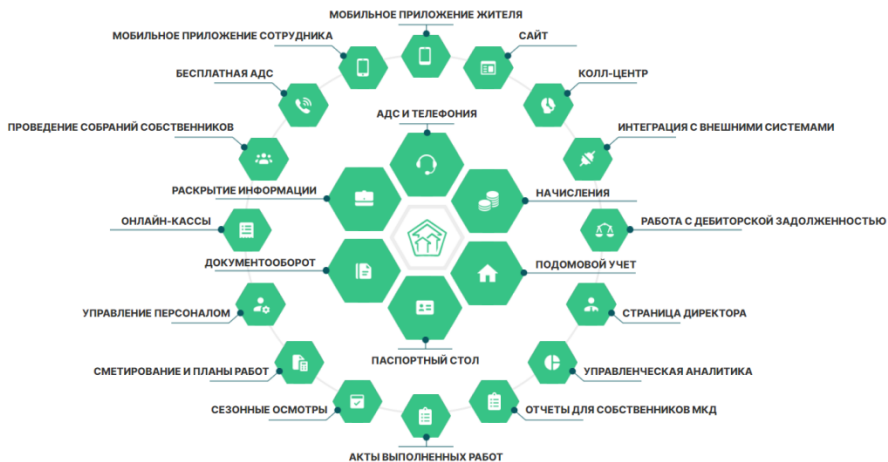 МОБИЛЬНОЕ ПРИЛОЖЕНИЕ ЖИТЕЛЯ
МОБИЛЬНОЕ ПРИЛОЖЕНИЕ СОТРУДНИКА
САЙТ
БЕСПЛАТНАЯ АДС
КОЛЛ-ЦЕНТР
АДС И ТЕЛЕФОНИЯ
ПРОВЕДЕНИЕ СОБРАНИЙ СОБСТВЕННИКОВ
ИНТЕГРАЦИЯ С ВНЕШНИМИ СИСТЕМАМИ
РАСКРЫТИЕ ИНФОРМАЦИИ
НАЧИСЛЕНИЯ
ОНЛАЙН-КАССЫ
РАБОТА С ДЕБИТОРСКОЙ ЗАДОЛЖЕННОСТЬЮ
ДОКУМЕНТООБОРОТ
ПОДОМОВОЙ УЧЕТ
УПРАВЛЕНИЕ ПЕРСОНАЛОМ
СТРАНИЦА ДИРЕКТОРА
ПАСПОРТНЫЙ СТОЛ
СМЕТИРОВАНИЕ И ПЛАНЫ РАБОТ
УПРАВЛЕНЧЕСКАЯ АНАЛИТИКА
СЕЗОННЫЕ ОСМОТРЫ
ОТЧЕТЫ ДЛЯ СОБСТВЕННИКОВ МКД
АКТЫ ВЫПОЛНЕННЫХ РАБОТ